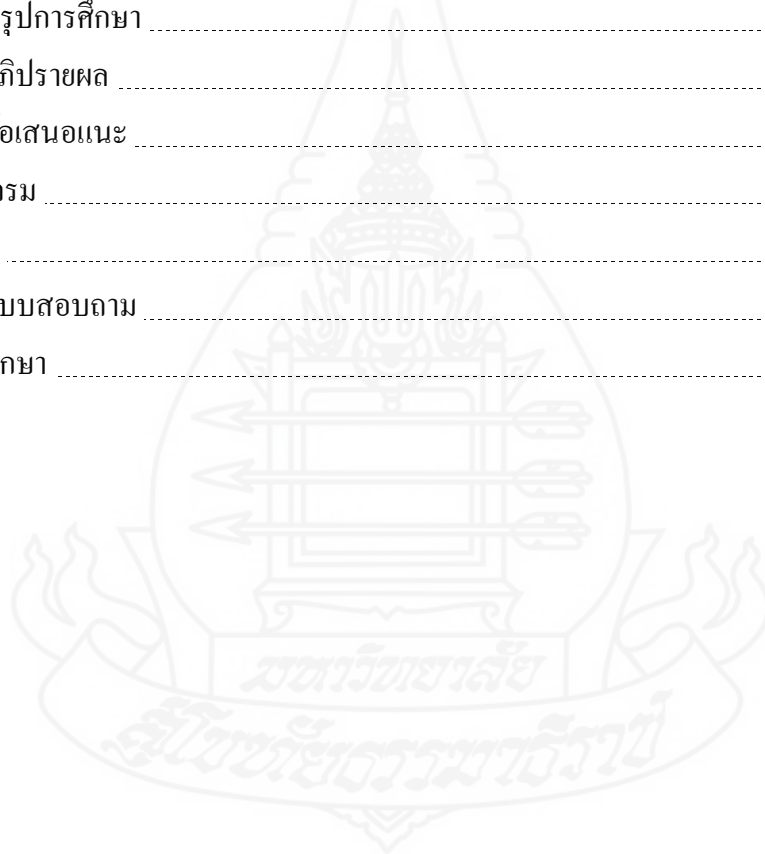 รุปการศึกษา
ภิปรายผล
อเสนอแนะ
กรม
บบสอบถาม
กษา
มหาวิทยาลัย
สุโขทัยธรรมาธิราช